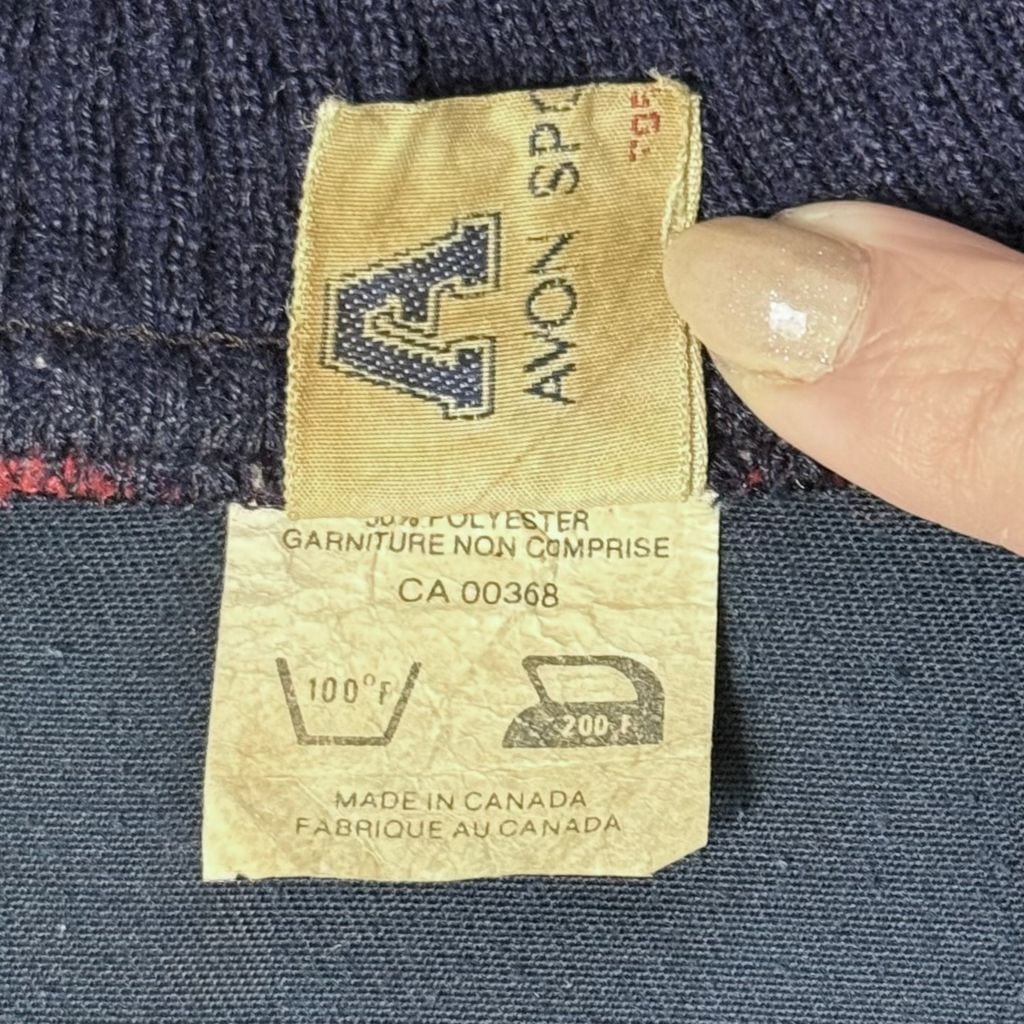 A
AVON SPO
50% POLYESTER
GARNITURE NON COMPRISE
CA 00368
100°F
200°F
MADE IN CANADA
FABRIQUE AU CANADA